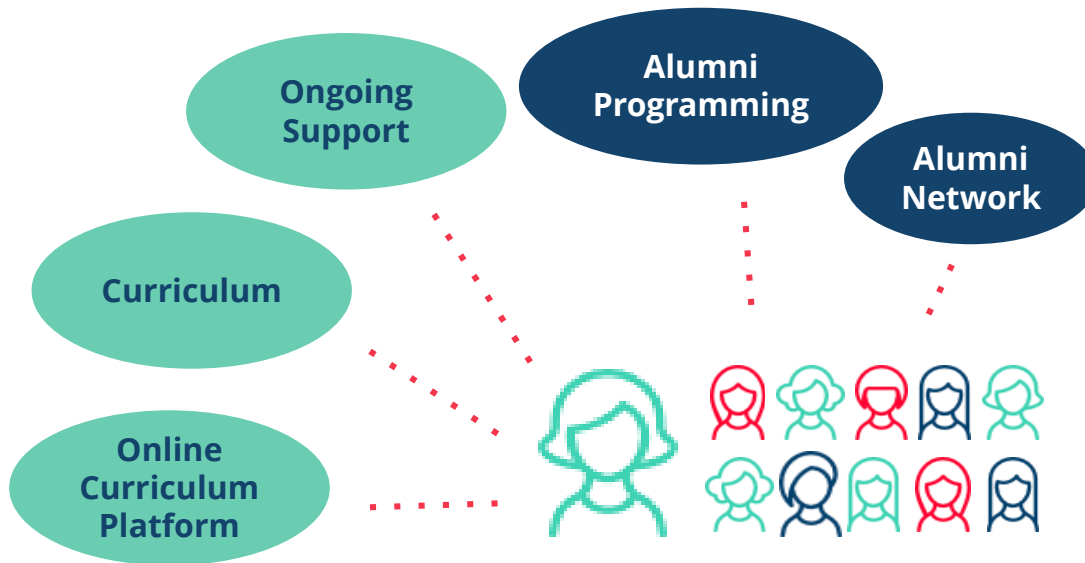 Ongoing
Support
Alumni
Programming
Alumni
Network
Curriculum
Online
Curriculum
Platform